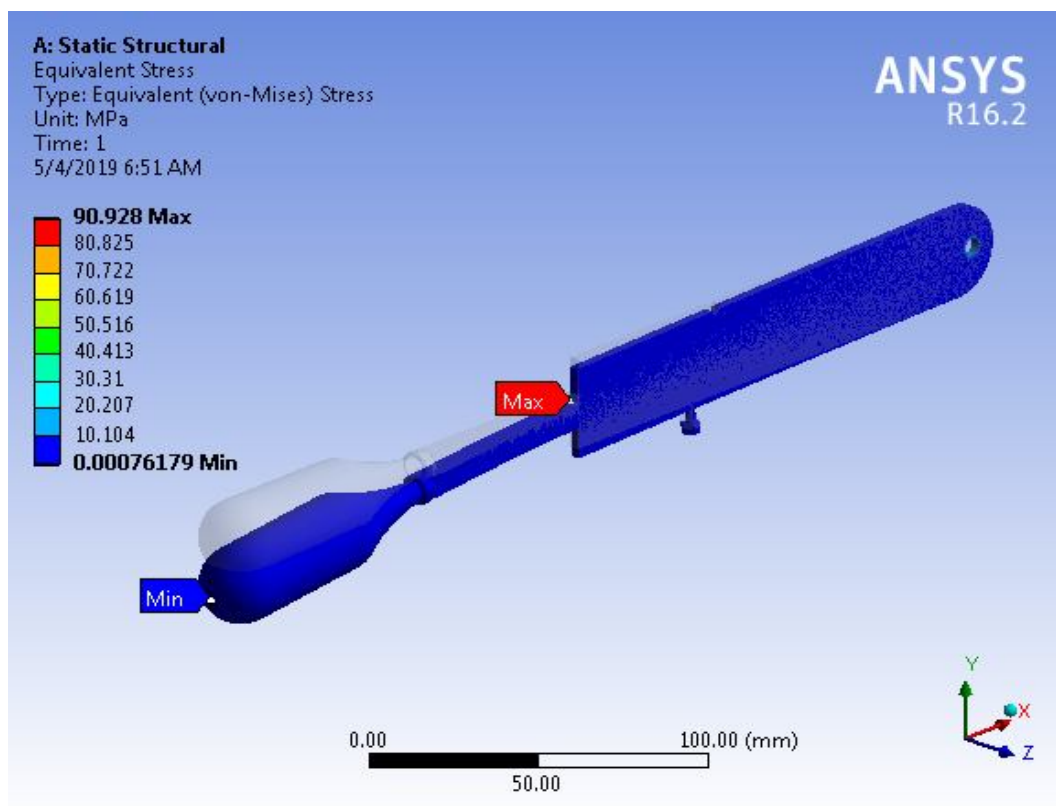 A: Static Structural
Equivalent Stress
Type: Equivalent (von-Mises) Stress
Unit: MPa
Time: 1
5/4/2019 6:51 AM
ANSYS
R16.2
90.928 Max
80.825
70.722
60.619
50.516
40.413
30.31
20.207
10.104
0.00076179 Min
Max
Min
0.00
100.00 (mm)
50.00
Y
X
Z